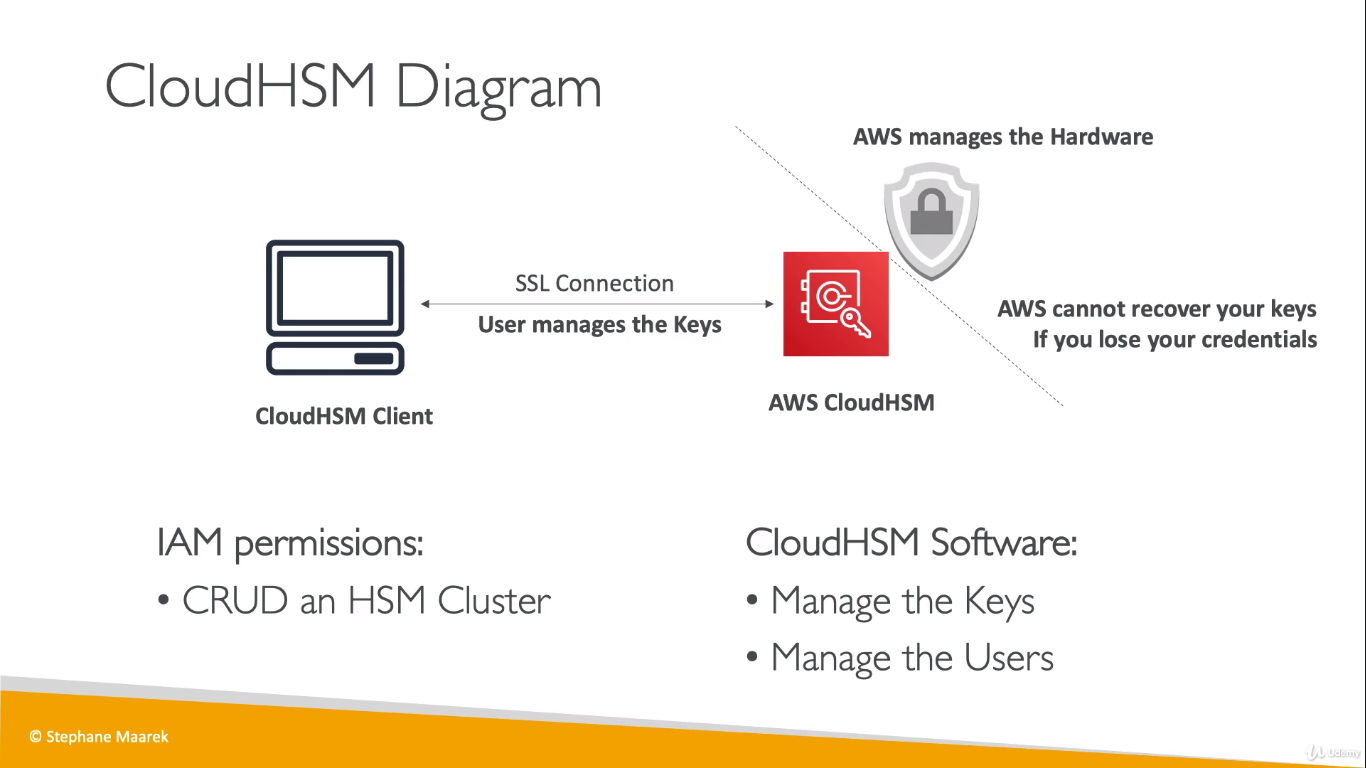 CloudHSM Diagram
AWS manages the Hardware
SSL Connection
User manages the Keys
AWS cannot recover your keys
If you lose your credentials
CloudHSM Client
AWS CloudHSM
IAM permissions:
• CRUD an HSM Cluster
CloudHSM Software:
• Manage the Keys
• Manage the Users
© Stephane Maarek
Udemy